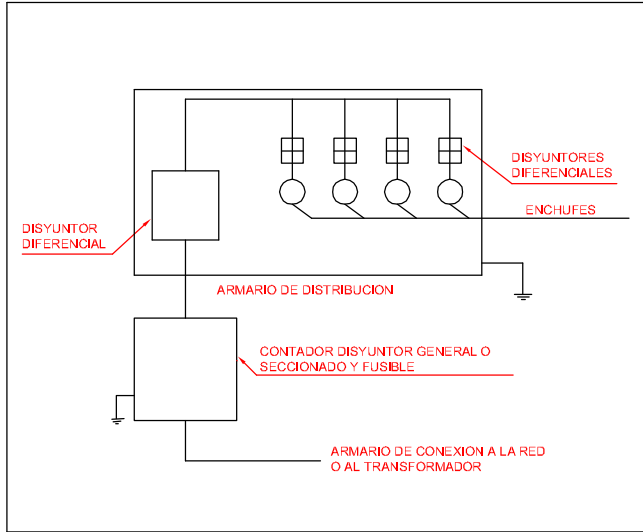 DISYUNTORES
DIFERENCIALES
ENCHUFES
DISYUNTOR
DIFERENCIAL
ARMARIO DE DISTRIBUCION
CONTADOR DISYUNTOR GENERAL O
SECCIONADO Y FUSIBLE
ARMARIO DE CONEXION A LA RED
O AL TRANSFORMADOR